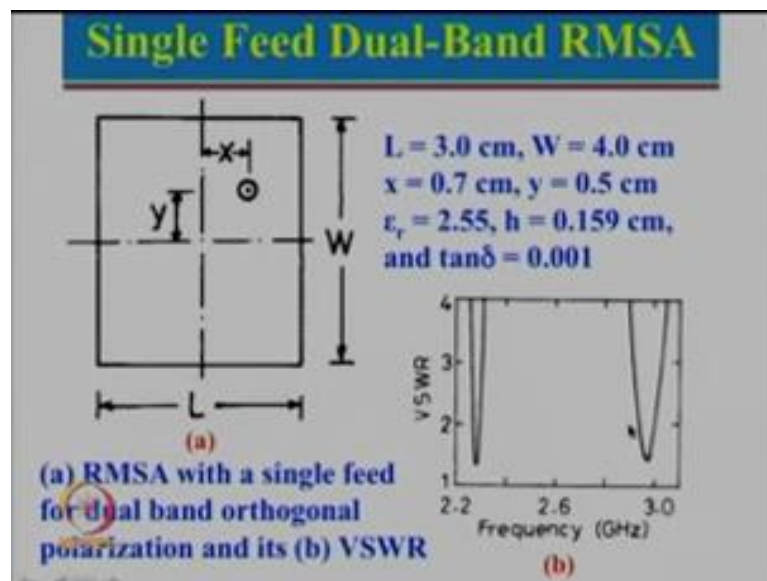 Single Feed Dual-Band RMSA
x
y
W
L
(a)
L = 3.0 cm, W = 4.0 cm
x = 0.7 cm, y = 0.5 cm
εr = 2.55, h = 0.159 cm,
and tanδ = 0.001
4
3
2
1
VSWR
2.2
2.6
3.0
Frequency (GHz)
(b)
(a) RMSA with a single feed
for dual band orthogonal
polarization and its (b) VSWR